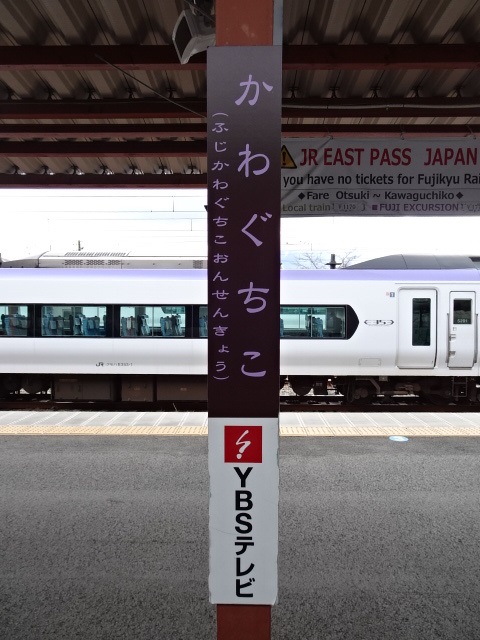 かわぐちこ
(ふじかわぐちこおんせんきょう)
YBSテレビ
JR EAST PASS JAPAN
you have no tickets for Fujikyu Rai
◆Fare Otsuki ~ Kawaguchiko◆
Local train
■FUJI EXCURSION
JR